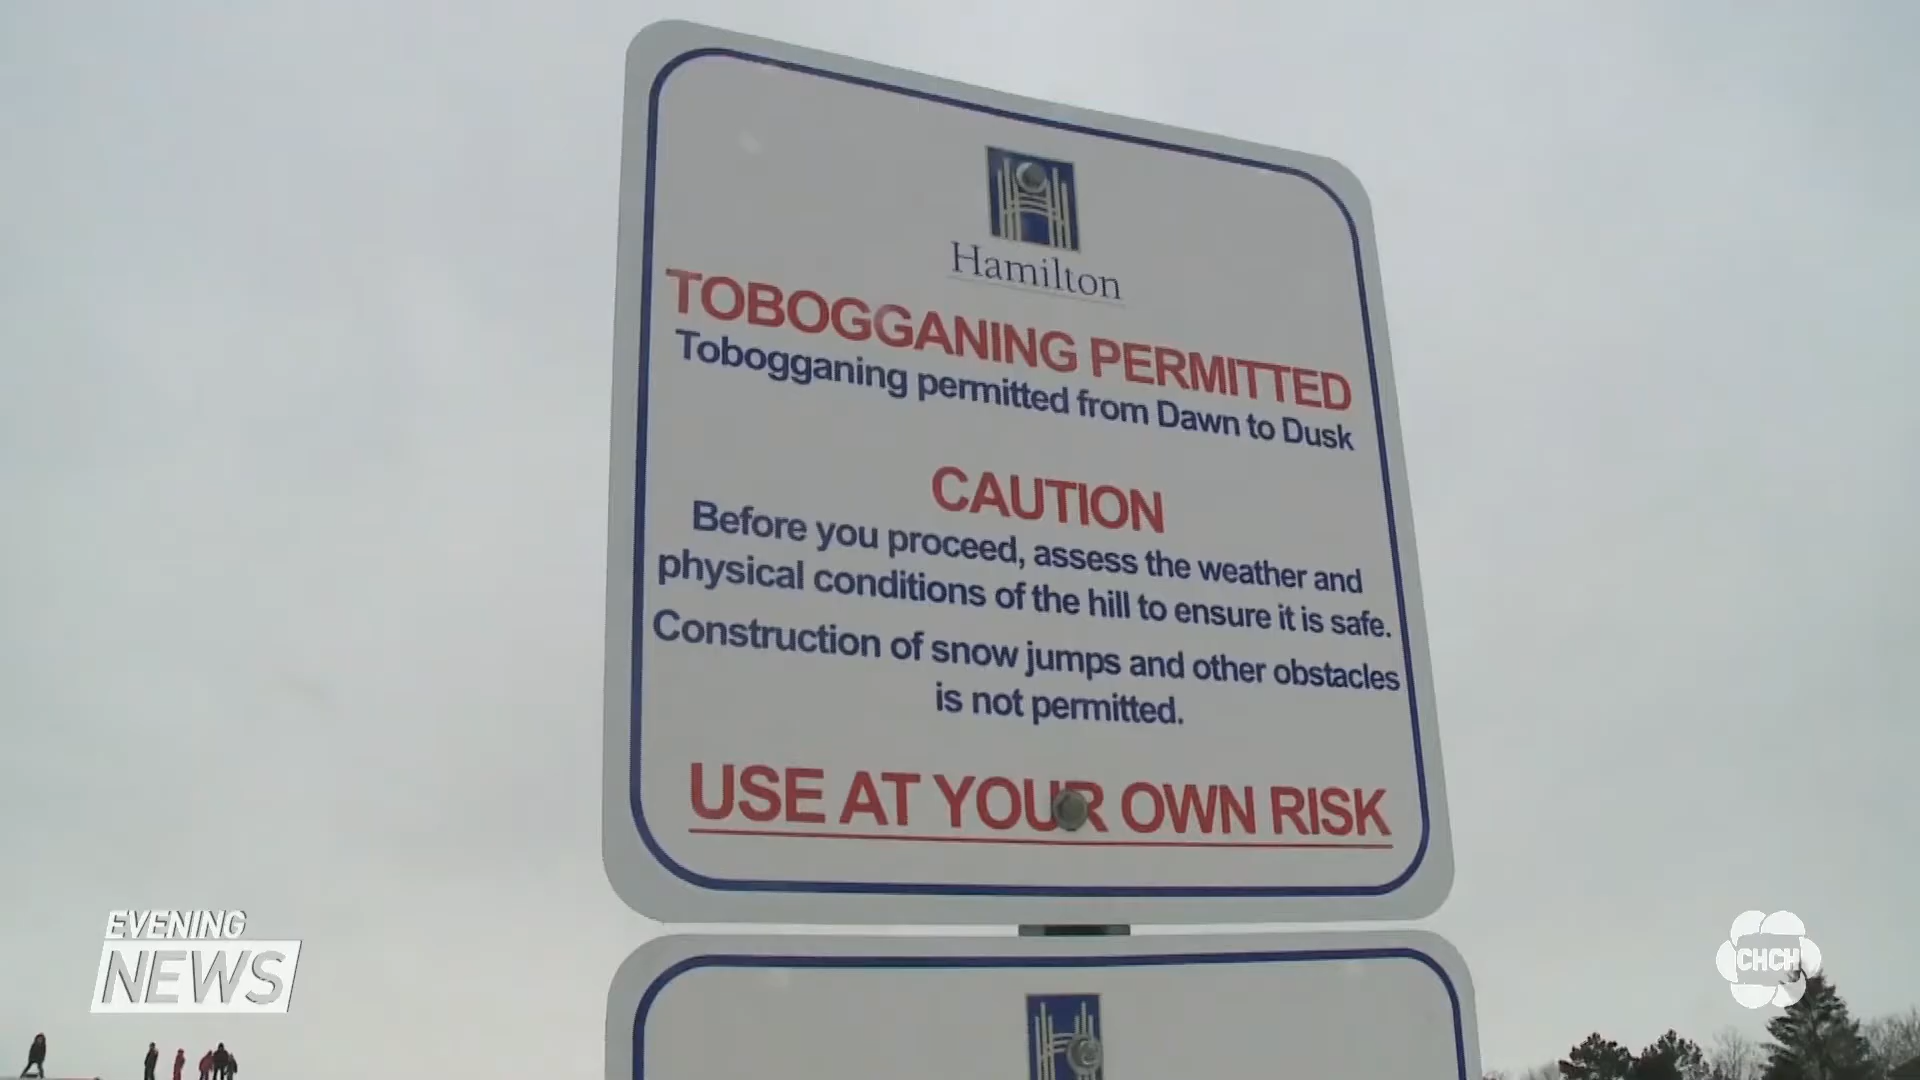 Hamilton
TOBOGGANING PERMITTED
Tobogganing permitted from Dawn to Dusk
CAUTION
Before you proceed, assess the weather and
physical conditions of the hill to ensure it is safe.
Construction of snow jumps and other obstacles
is not permitted.
USE AT YOUR OWN RISK
EVENING
NEWS
CHCH